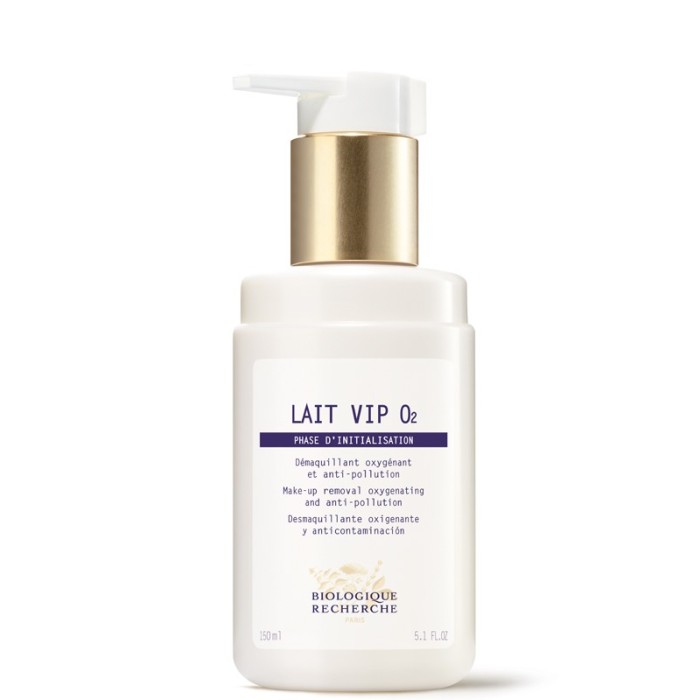 LAIT VIP O₂
PHASE D'INITIALISATION
Démaquillant oxygénant
et anti-pollution
Make-up removal oxygenating
and anti-pollution
Desmaquillante oxigenante
y anticontaminación
BIOLOGIQUE
RECHERCHE
PARIS
150ml 5.1 FL.OZ